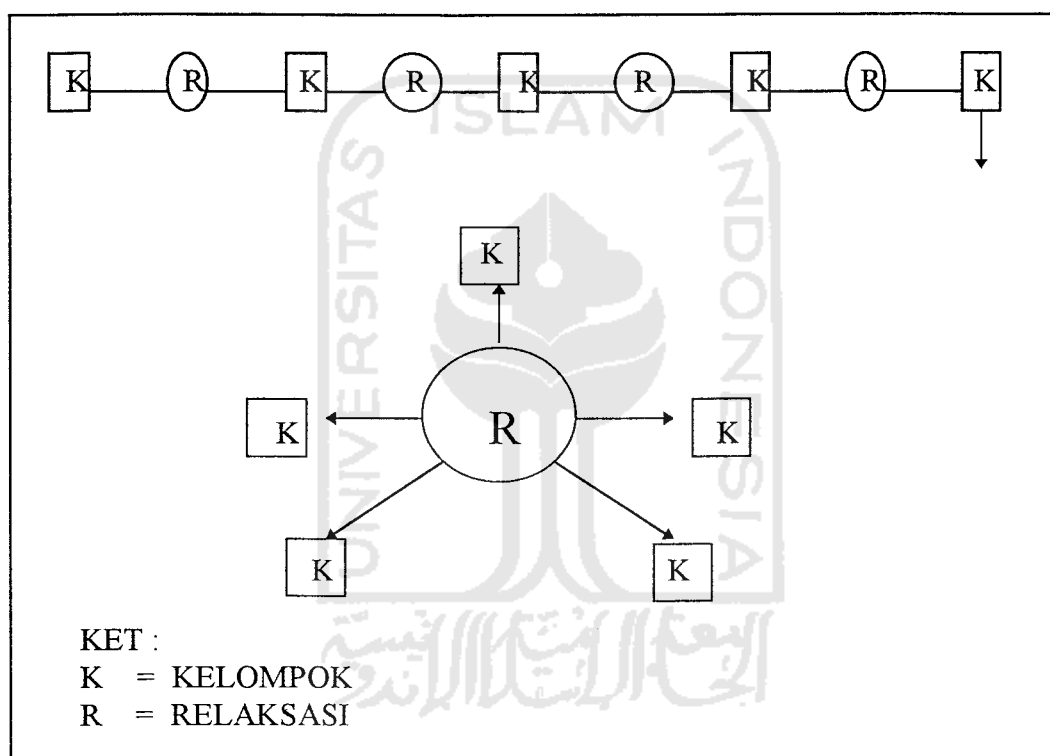 K R K R K R K R K
K
K R K
K K
KET :
K = KELOMPOK
R = RELAKSASI
UNIVERSITAS
ISLAM
INDONESIA